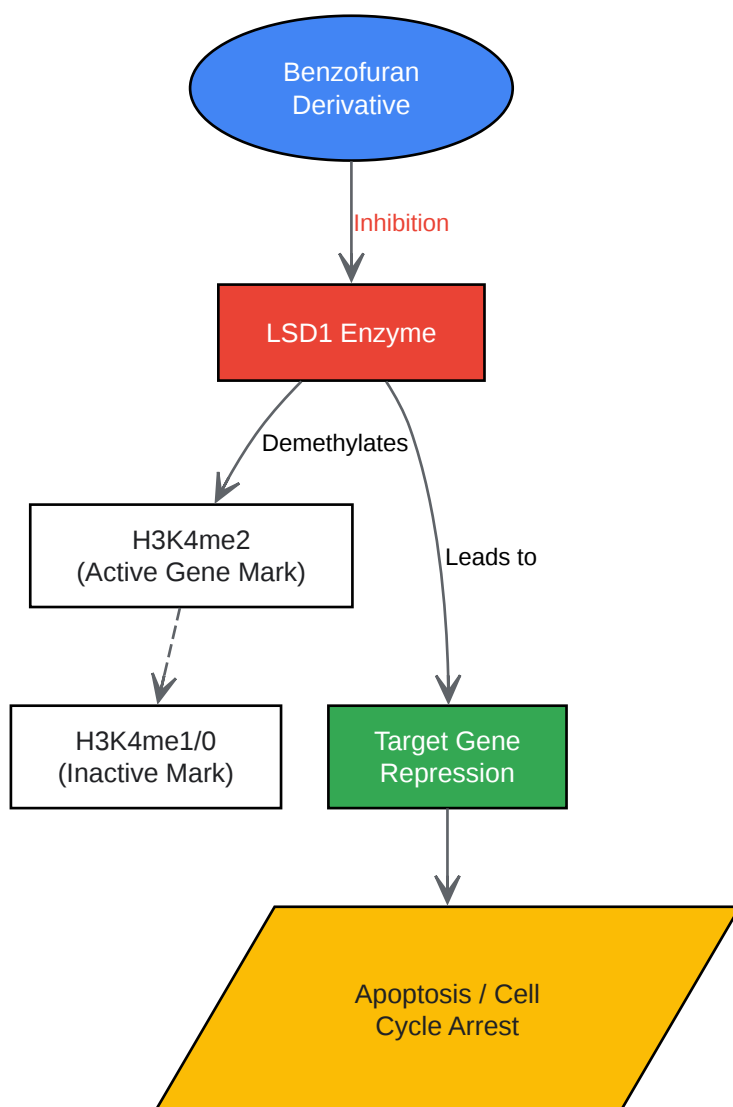 Benzofuran
Derivative
Inhibition
LSD1 Enzyme
Demethylates
H3K4me2
(Active Gene Mark)
Leads to
H3K4me1/0
(Inactive Mark)
Target Gene
Repression
Apoptosis / Cell
Cycle Arrest